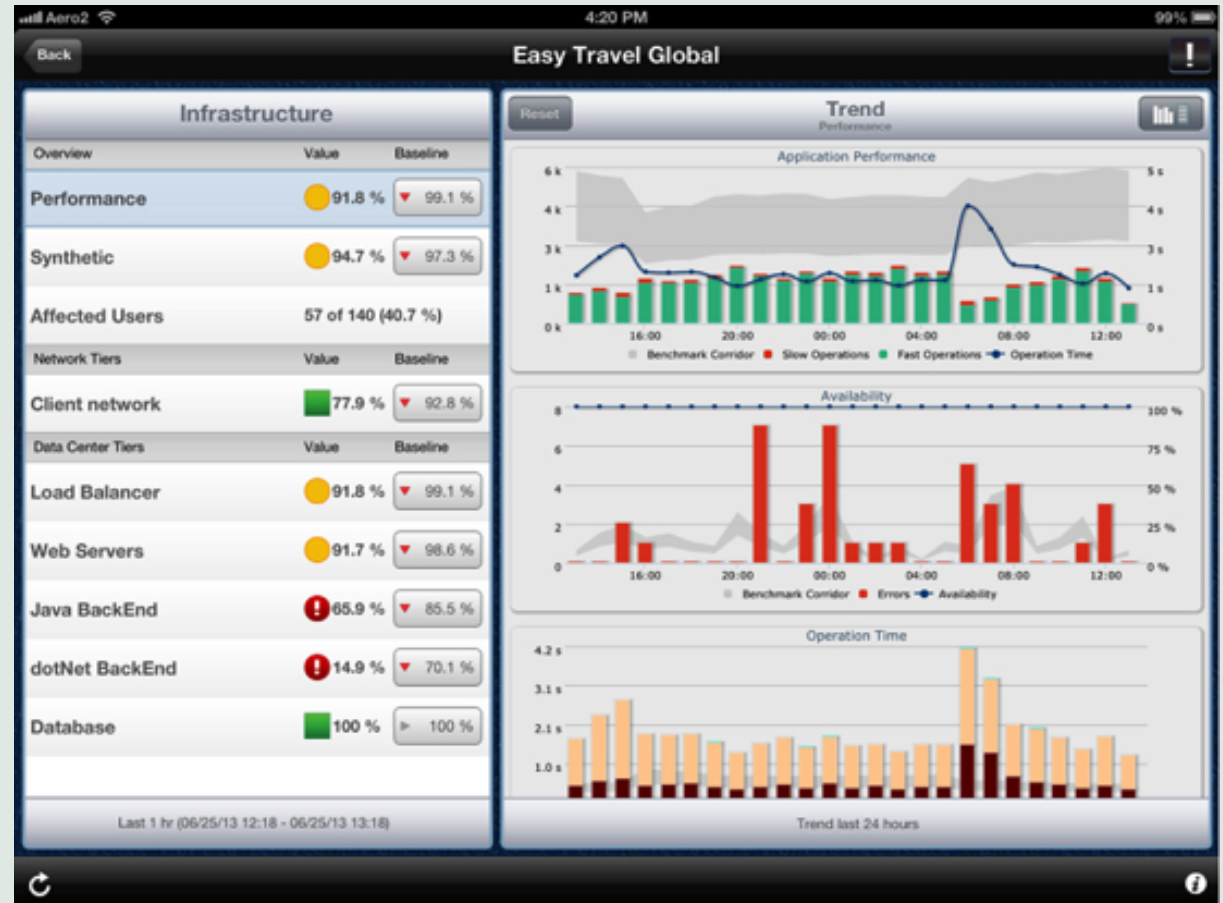 Aero2 4:20 PM 99%
Back Easy Travel Global
Infrastructure
Overview Value Baseline
Performance 91.8 % 99.1 %
Synthetic 94.7 % 97.3 %
Affected Users 57 of 140 (40.7 %)
Network Tiers Value Baseline
Client network 77.9 % 92.8 %
Data Center Tiers Value Baseline
Load Balancer 91.8 % 99.1 %
Web Servers 91.7 % 98.6 %
Java BackEnd 65.9 % 85.5 %
dotNet BackEnd 14.9 % 70.1 %
Database 100 % 100 %
Last 1 hr (06/25/13 12:18 - 06/25/13 13:18)
Reset Trend
Performance
Application Performance
6 k 5 s
4 k 4 s
3 k 3 s
1 k 1 s
0 k 0 s
16:00 20:00 00:00 04:00 08:00 12:00
Benchmark Corridor Slow Operations Fast Operations Operation Time
Availability
8 100 %
6 75 %
4 50 %
2 25 %
0 0 %
16:00 20:00 00:00 04:00 08:00 12:00
Benchmark Corridor Errors Availability
Operation Time
4.2 s
3.1 s
2.1 s
1.0 s
Trend last 24 hours